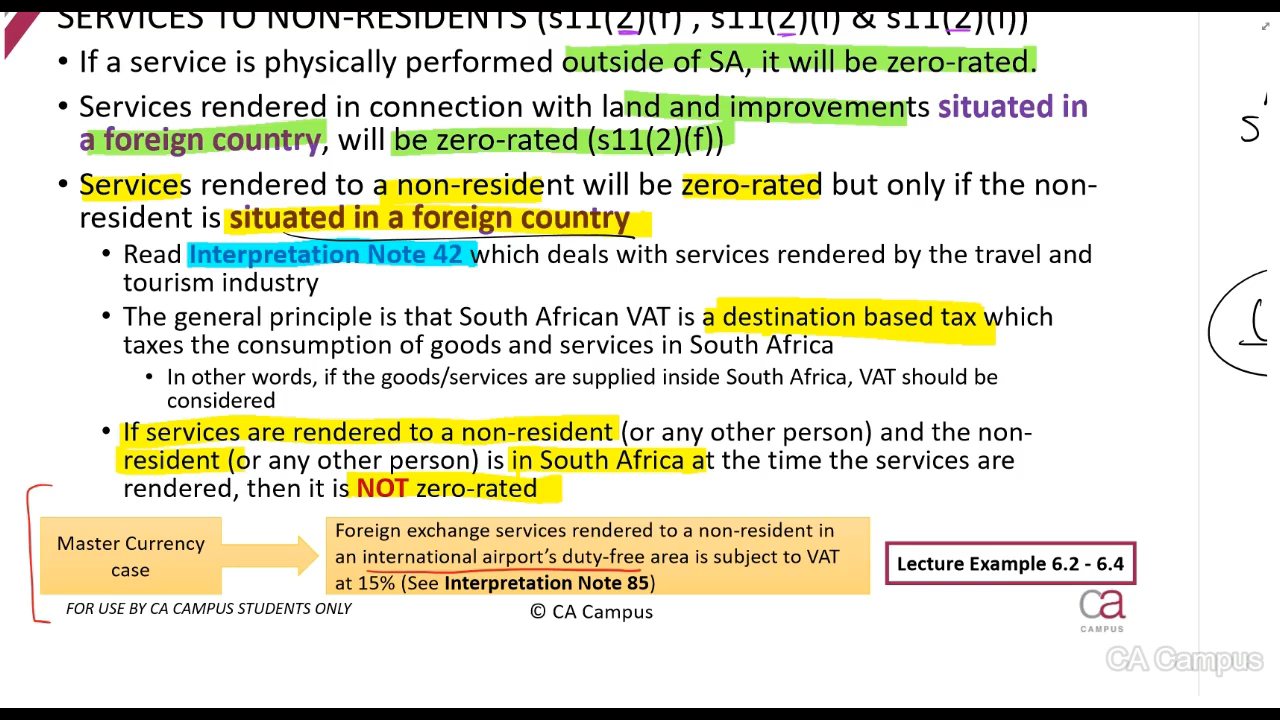 SERVICES TO NON-RESIDENTS (s11(2)(f) , s11(2)(l) & s11(2)(l))
• If a service is physically performed outside of SA, it will be zero-rated.
• Services rendered in connection with land and improvements situated in
a foreign country, will be zero-rated (s11(2)(f))
• Services rendered to a non-resident will be zero-rated but only if the non-
resident is situated in a foreign country
• Read Interpretation Note 42 which deals with services rendered by the travel and
tourism industry
• The general principle is that South African VAT is a destination based tax which
taxes the consumption of goods and services in South Africa
• In other words, if the goods/services are supplied inside South Africa, VAT should be
considered
• If services are rendered to a non-resident (or any other person) and the non-
resident (or any other person) is in South Africa at the time the services are
rendered, then it is NOT zero-rated
Master Currency
case
Foreign exchange services rendered to a non-resident in
an international airport's duty-free area is subject to VAT
at 15% (See Interpretation Note 85)
Lecture Example 6.2 - 6.4
FOR USE BY CA CAMPUS STUDENTS ONLY
© CA Campus
ca
CAMPUS
CA Campus